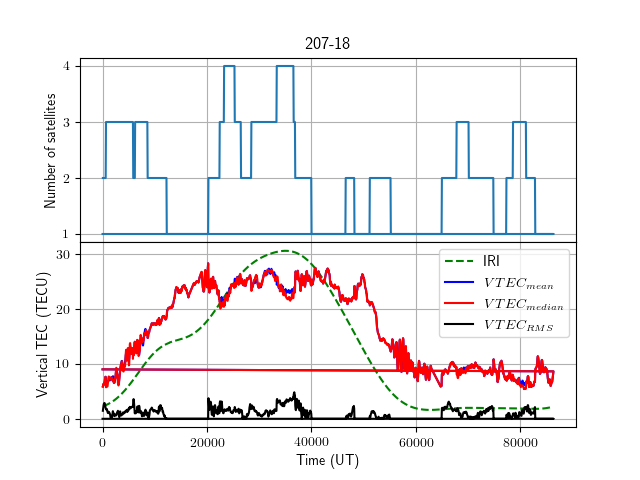 207-18
Number of satellites
4
3
2
1
Vertical TEC (TECU)
30
20
10
0
IRI
VTEC_mean
VTEC_median
VTEC_RMS
0 20000 40000 60000 80000
Time (UT)